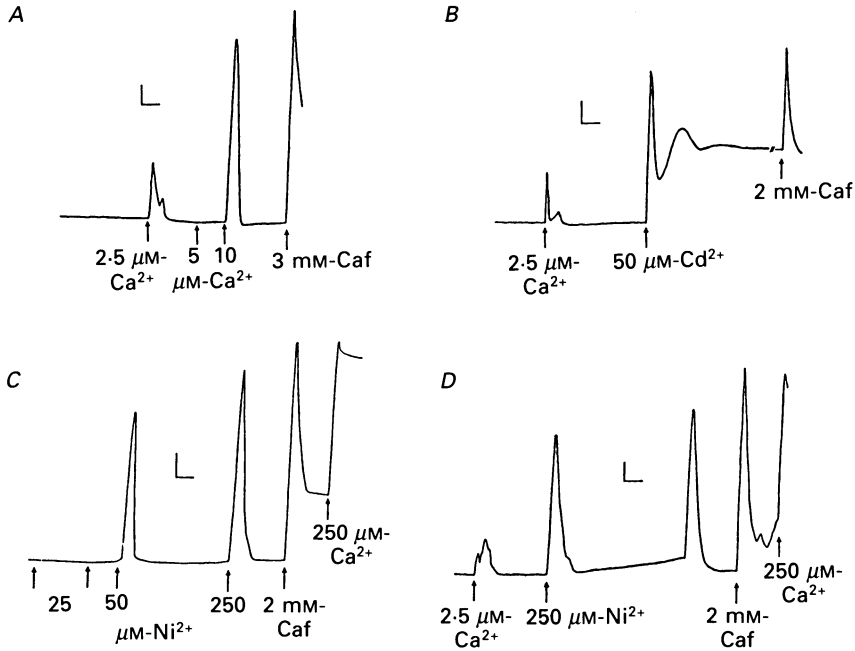 A
2·5 μM-
Ca²⁺
5 10
μM-Ca²⁺
3 mM-Caf
B
2·5 μM-
Ca²⁺
50 μM-Cd²⁺
2 mM-Caf
C
25
50
μM-Ni²⁺
250
2 mM-
Caf
250 μM-
Ca²⁺
D
2·5 μM-
Ca²⁺
250 μM-Ni²⁺
2 mM-
Caf
250 μM-
Ca²⁺